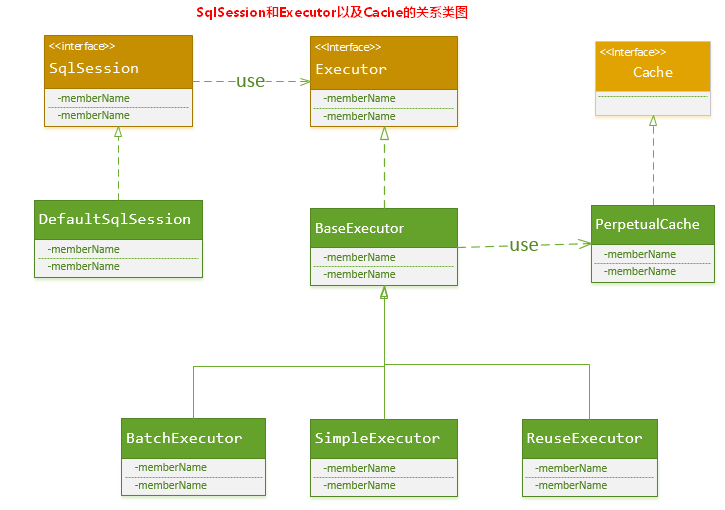 SqlSession和Executor以及Cache的关系类图
<<interface>>
SqlSession
-memberName
-memberName
use
<<Interface>>
Executor
-memberName
-memberName
<<Interface>>
Cache
DefaultSqlSession
-memberName
-memberName
BaseExecutor
-memberName
-memberName
use
PerpetualCache
-memberName
-memberName
BatchExecutor
-memberName
-memberName
SimpleExecutor
-memberName
-memberName
ReuseExecutor
-memberName
-memberName